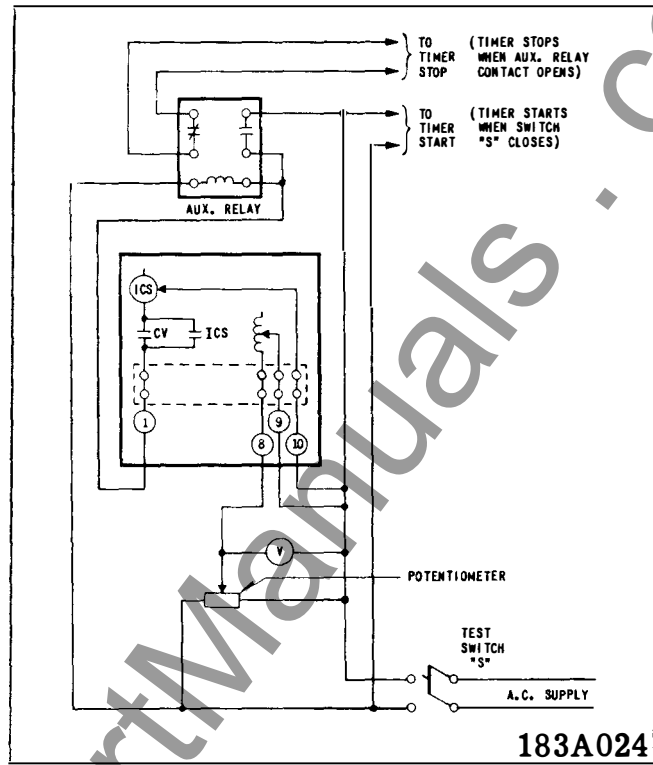 TO (TIMER STOPS
TIMER WHEN AUX. RELAY
STOP CONTACT OPENS)
TO (TIMER STARTS
TIMER WHEN SWITCH
START "S" CLOSES)
AUX. RELAY
ICS
CV ICS
1
8
9
10
V
POTENTIOMETER
TEST
SWITCH
"S"
A.C. SUPPLY
183A024
rtManuals . c